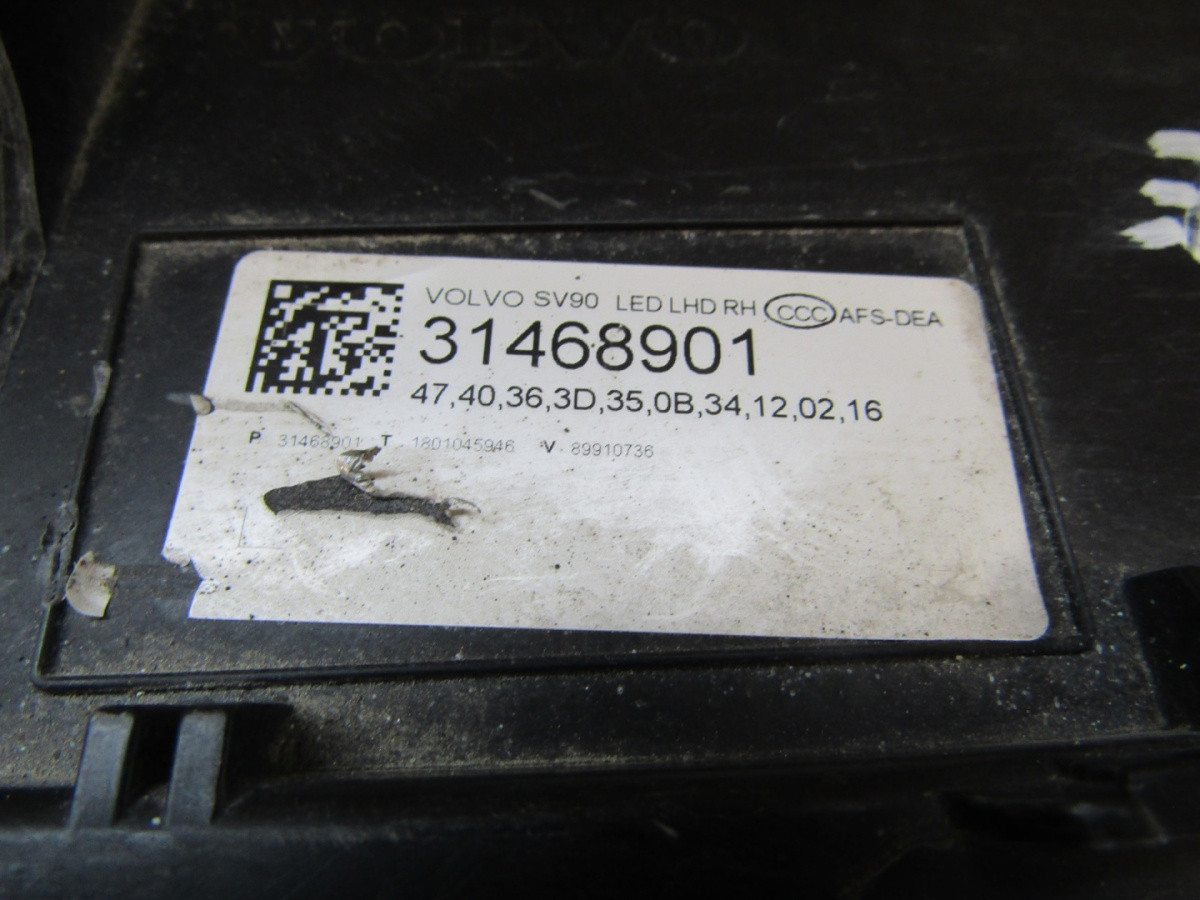 VOLVO
VOLVO SV90 LED LHD RH CCC AFS-DEA
31468901
47,40,36,3D,35,0B,34,12,02,16
P 31468901 T 1801045946 V 89910736